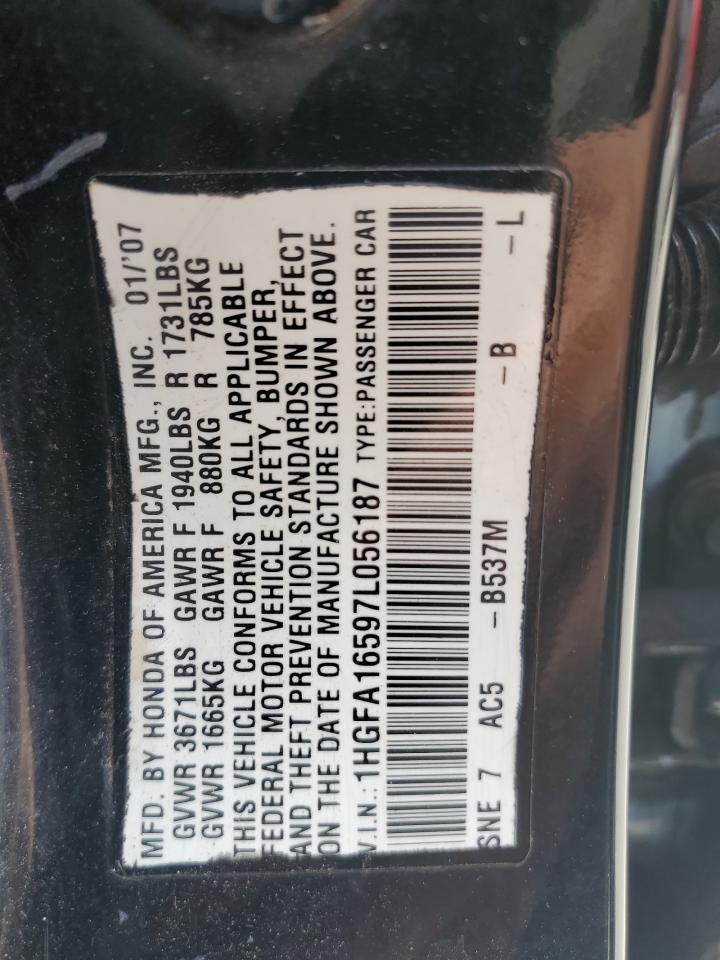 MFD. BY HONDA OF AMERICA MFG., INC. 01/'07
GVWR 3671LBS GAWR F 1940LBS R 1731LBS
GVWR 1665KG GAWR F 880KG R 785KG
THIS VEHICLE CONFORMS TO ALL APPLICABLE
FEDERAL MOTOR VEHICLE SAFETY, BUMPER,
AND THEFT PREVENTION STANDARDS IN EFFECT
ON THE DATE OF MANUFACTURE SHOWN ABOVE.
V.I.N.: 1HGFA16597L056187 TYPE:PASSENGER CAR
SNE 7 AC5 - B537M - B - L